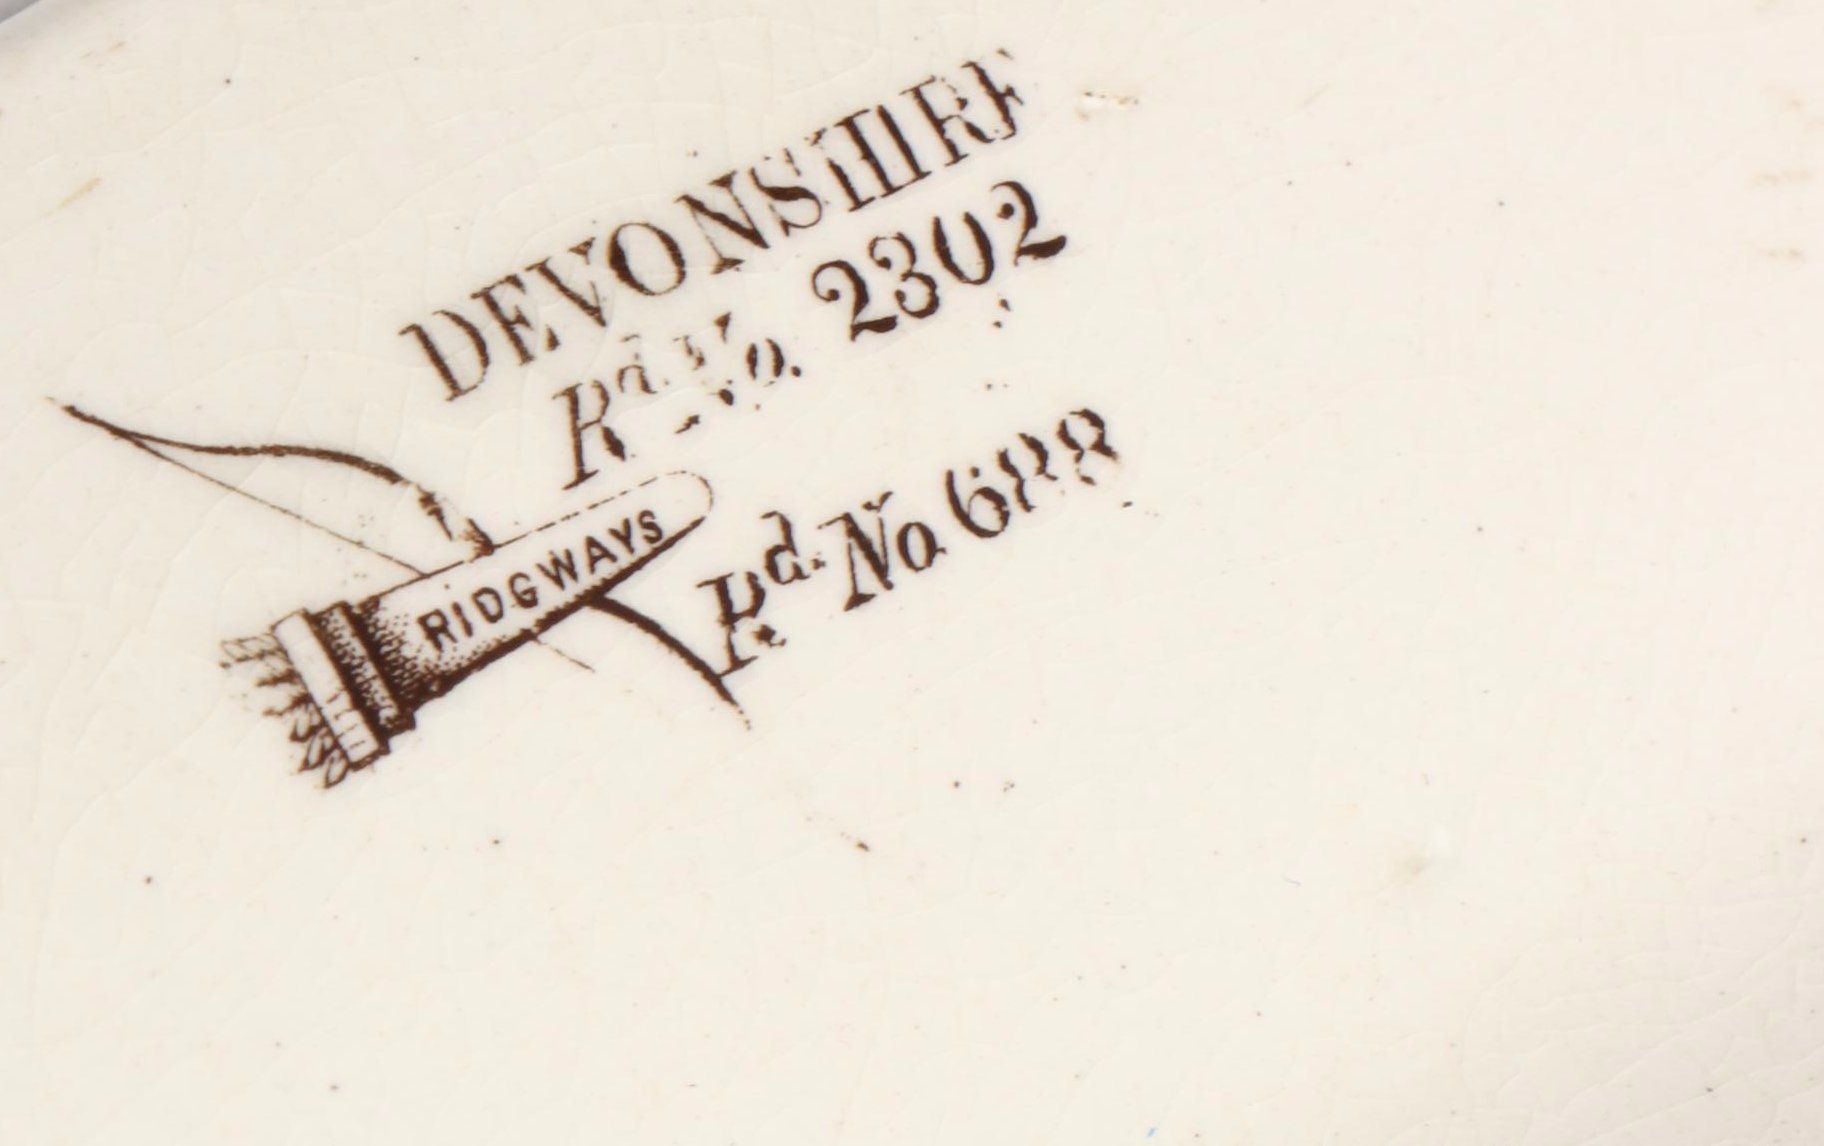 DEVONSHIRE
Rd. No. 2302
RIDGWAYS
Rd. No 688